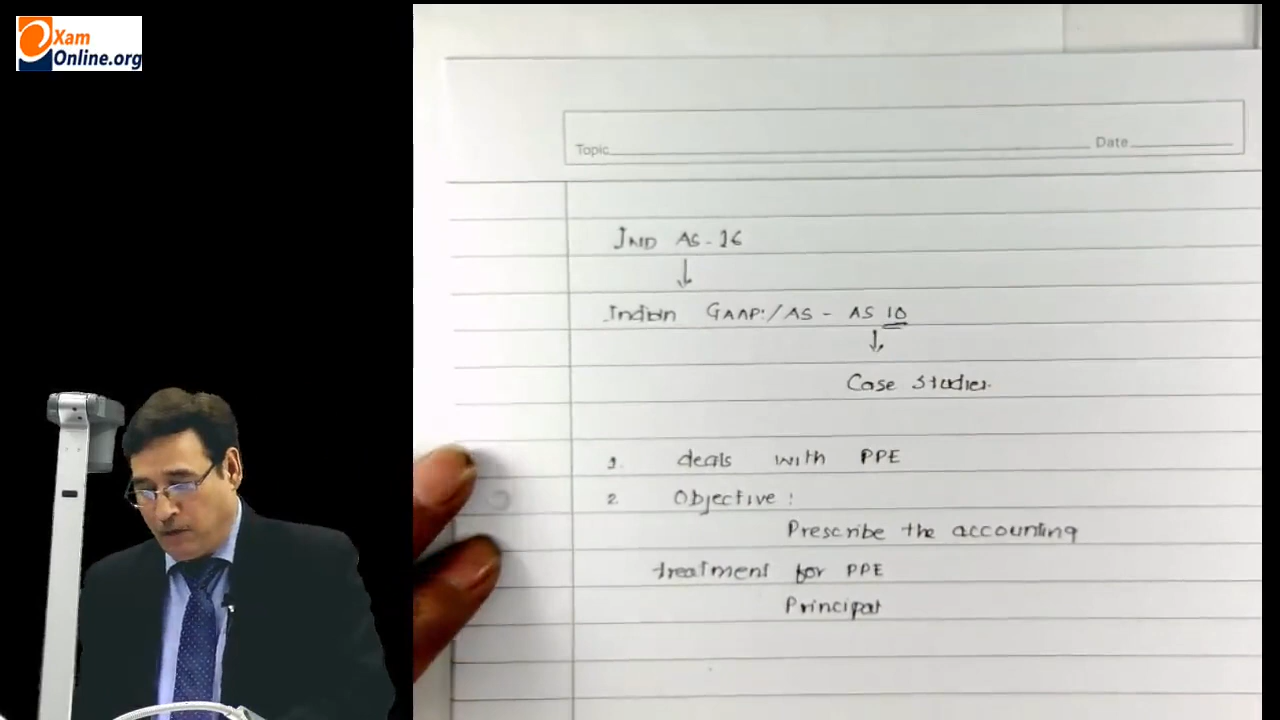 Xam
Online.org
Topic
Date
IND AS-16
Indian GAAP:/AS - AS 10
Case Studies.
1. deals with PPE
2. Objective :
Prescribe the accounting
treatment for PPE
Principal